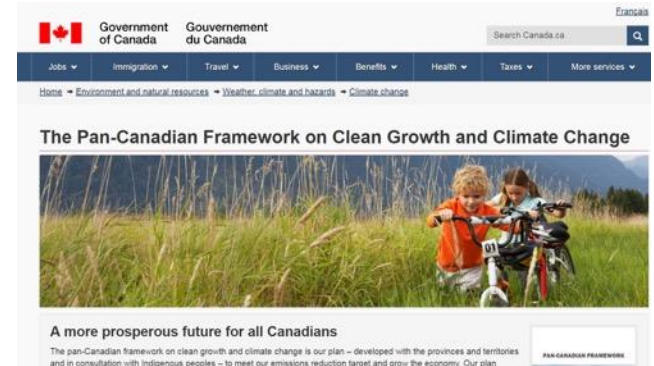 Français
Government of Canada
Gouvernement du Canada
Search Canada.ca
Jobs Immigration Travel Business Benefits Health Taxes More services
Home → Environment and natural resources → Weather, climate and hazards → Climate change
The Pan-Canadian Framework on Clean Growth and Climate Change
01
A more prosperous future for all Canadians
The pan-Canadian framework on clean growth and climate change is our plan – developed with the provinces and territories
and in consultation with Indigenous peoples – to meet our emissions reduction target and grow the economy. Our plan
PAN-CANADIAN FRAMEWORK